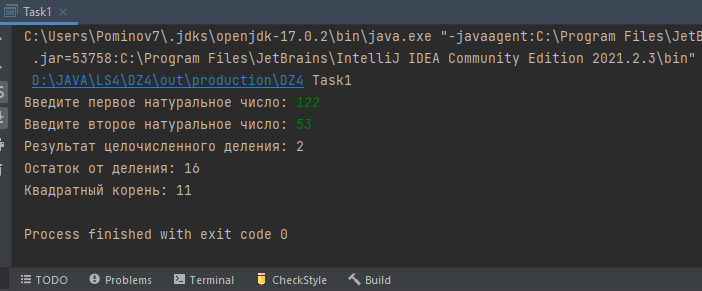 Task1
C:\Users\Pominov7\.jdks\openjdk-17.0.2\bin\java.exe "-javaagent:C:\Program Files\JetB
.jar=53758:C:\Program Files\JetBrains\IntelliJ IDEA Community Edition 2021.2.3\bin"
D:\JAVA\LS4\DZ4\out\production\DZ4 Task1
Введите первое натуральное число: 122
Введите второе натуральное число: 53
Результат целочисленного деления: 2
Остаток от деления: 16
Квадратный корень: 11
Process finished with exit code 0
TODO Problems Terminal CheckStyle Build